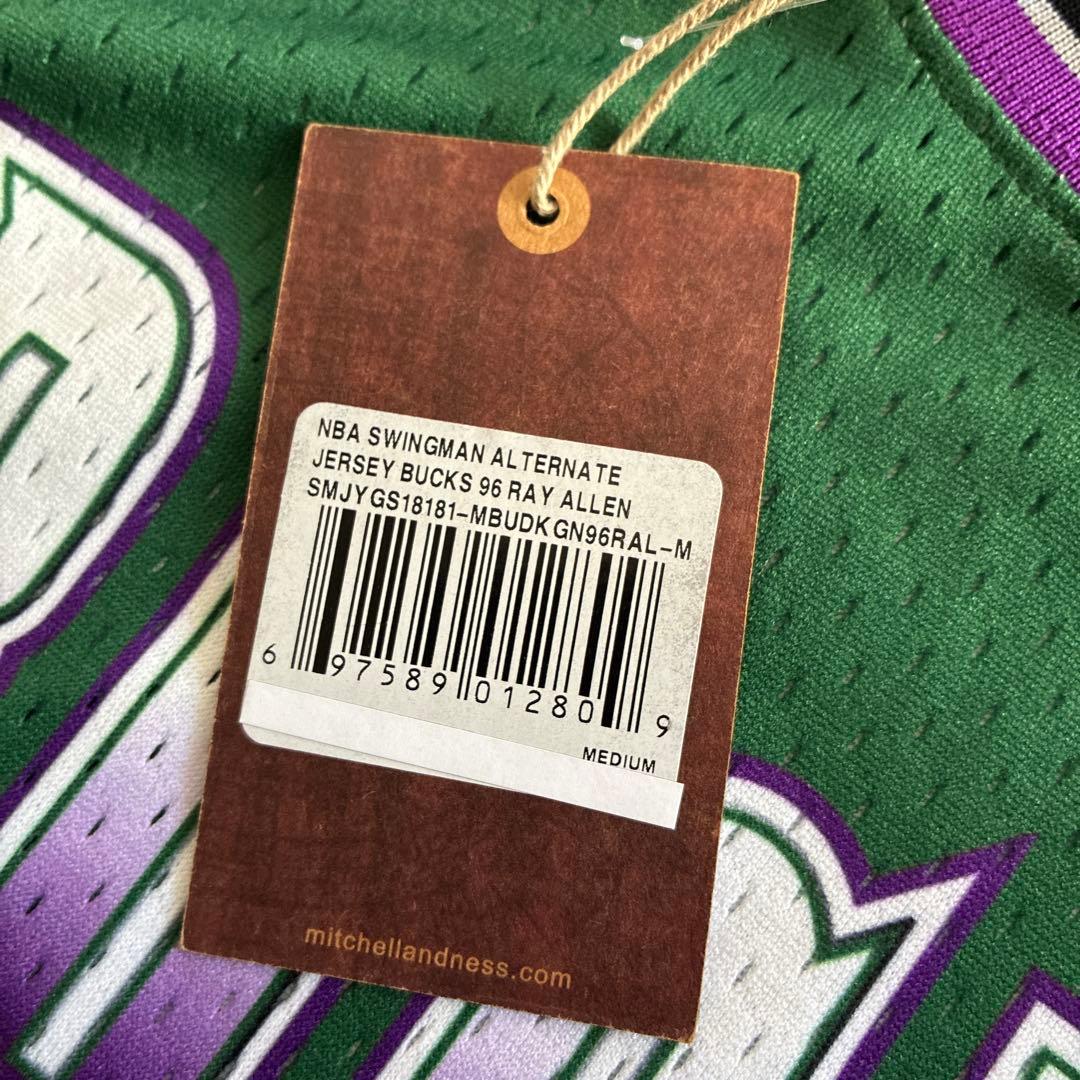 NBA SWINGMAN ALTERNATE
JERSEY BUCKS 96 RAY ALLEN
SMJYGS18181-MBUDKGN96RAL-M
6 97589 01280 9
MEDIUM
mitchellandness.com